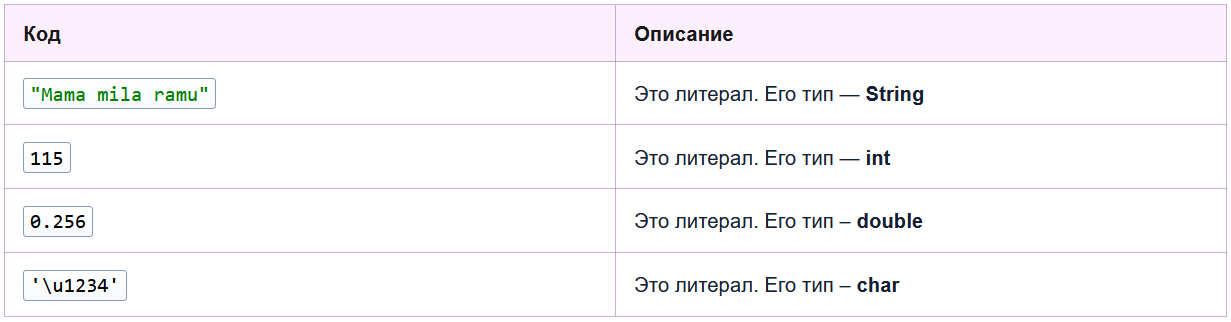 Код Описание
"Mama mila ramu" Это литерал. Его тип — String
115 Это литерал. Его тип — int
0.256 Это литерал. Его тип – double
'\u1234' Это литерал. Его тип – char